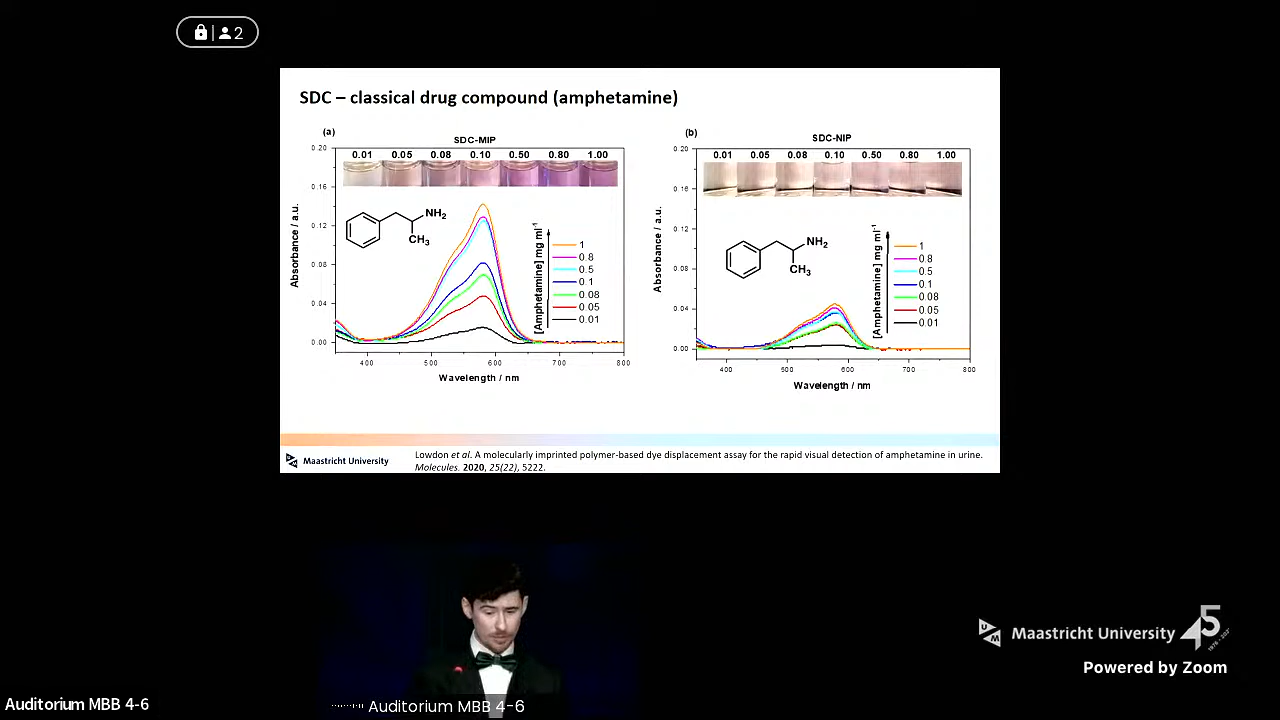 2
SDC – classical drug compound (amphetamine)
(a)
SDC-MIP
0.01 0.05 0.08 0.10 0.50 0.80 1.00
0.20
0.16
0.12
0.08
0.04
0.00
Absorbance / a.u.
NH2
CH3
[Amphetamine] mg ml-1
1
0.8
0.5
0.1
0.08
0.05
0.01
400 500 600 700 800
Wavelength / nm
(b)
SDC-NIP
0.01 0.05 0.08 0.10 0.50 0.80 1.00
0.20
0.16
0.12
0.08
0.04
0.00
Absorbance / a.u.
NH2
CH3
[Amphetamine] mg ml-1
1
0.8
0.5
0.1
0.08
0.05
0.01
400 500 600 700 800
Wavelength / nm
Maastricht University
Lowdon et al. A molecularly imprinted polymer-based dye displacement assay for the rapid visual detection of amphetamine in urine.
Molecules. 2020, 25(22), 5222.
Maastricht University 45
Powered by Zoom
Auditorium MBB 4-6
Auditorium MBB 4-6